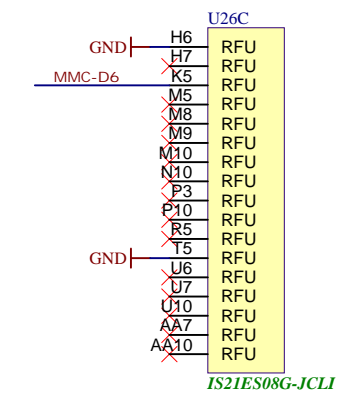 U26C
GND H6 RFU
H7 RFU
MMC-D6 K5 RFU
M5 RFU
M8 RFU
M9 RFU
M10 RFU
N10 RFU
P3 RFU
P10 RFU
R5 RFU
GND T5 RFU
U6 RFU
U7 RFU
U10 RFU
AA7 RFU
AA10 RFU
IS21ES08G-JCLI